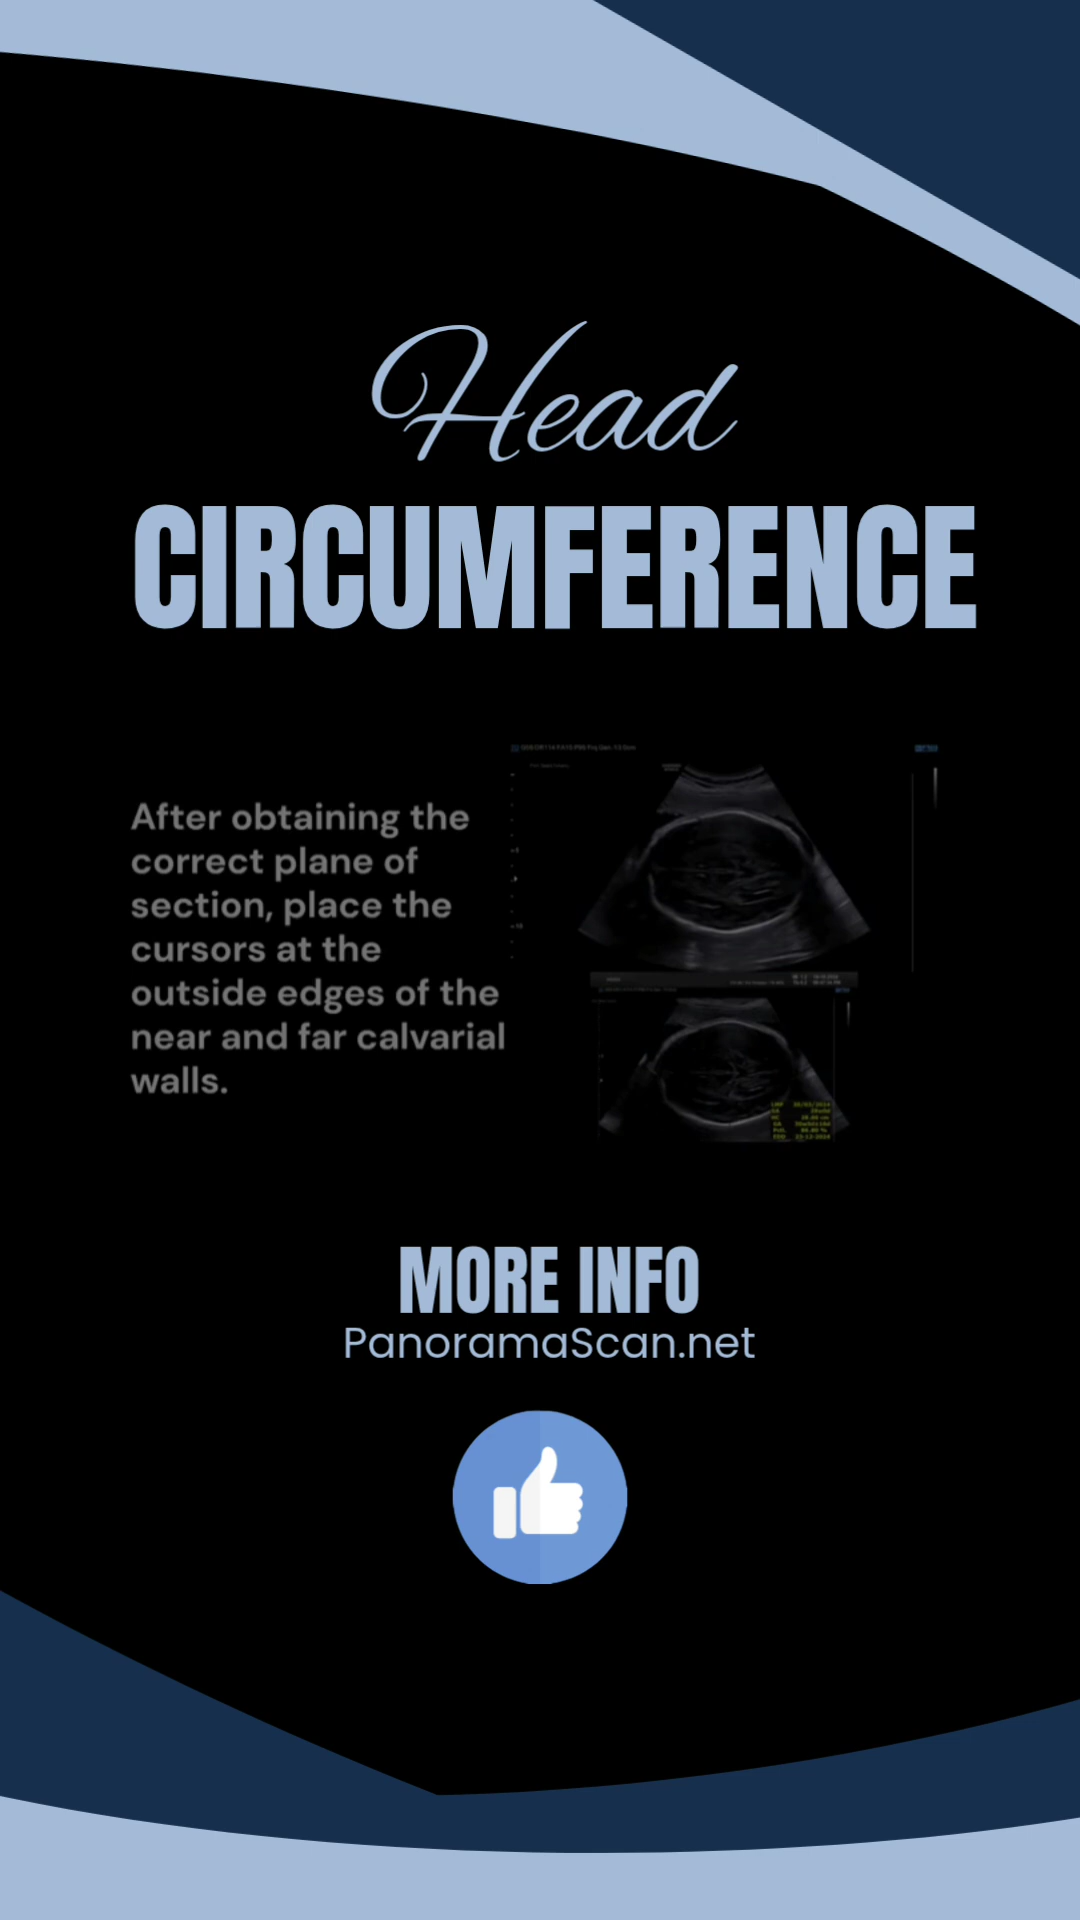 Head
CIRCUMFERENCE
After obtaining the
correct plane of
section, place the
cursors at the
outside edges of the
near and far calvarial
walls.
MORE INFO
PanoramaScan.net